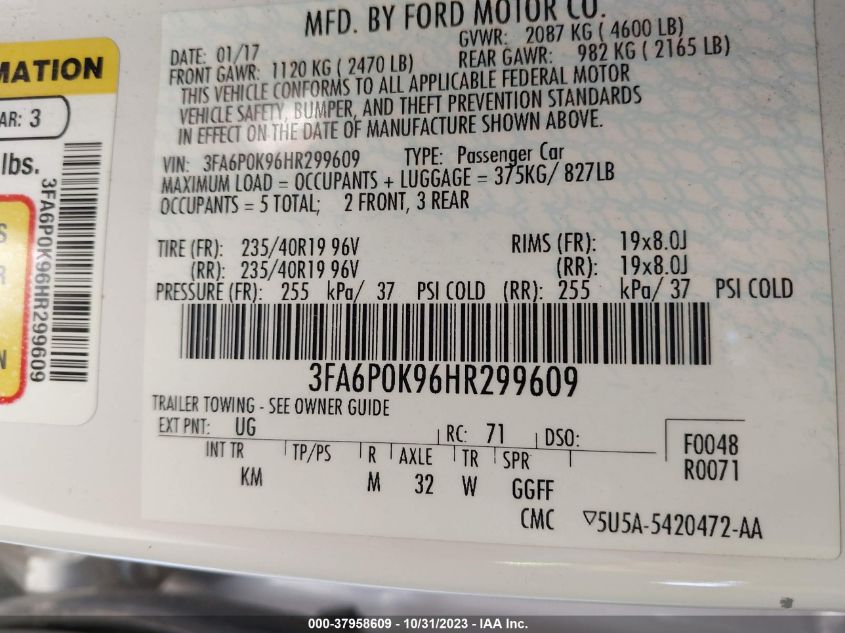 MFD. BY FORD MOTOR CO.
DATE: 01/17 GVWR: 2087 KG ( 4600 LB)
FRONT GAWR: 1120 KG ( 2470 LB) REAR GAWR: 982 KG ( 2165 LB)
THIS VEHICLE CONFORMS TO ALL APPLICABLE FEDERAL MOTOR
VEHICLE SAFETY, BUMPER, AND THEFT PREVENTION STANDARDS
IN EFFECT ON THE DATE OF MANUFACTURE SHOWN ABOVE.
VIN: 3FA6P0K96HR299609 TYPE: Passenger Car
MAXIMUM LOAD = OCCUPANTS + LUGGAGE = 375KG/ 827LB
OCCUPANTS = 5 TOTAL; 2 FRONT, 3 REAR
TIRE (FR): 235/40R19 96V RIMS (FR): 19x8.0J
(RR): 235/40R19 96V (RR): 19x8.0J
PRESSURE (FR): 255 kPa/ 37 PSI COLD (RR): 255 kPa/ 37 PSI COLD
3FA6P0K96HR299609
TRAILER TOWING - SEE OWNER GUIDE
EXT PNT: UG RC: 71 DSO:
INT TR TP/PS R AXLE TR SPR
KM M 32 W GGFF
F0048
R0071
CMC ▽5U5A-5420472-AA
MATION
AR: 3
lbs.
3FA6P0K96HR299609
S
R
N
000-37958609 - 10/31/2023 - IAA Inc.